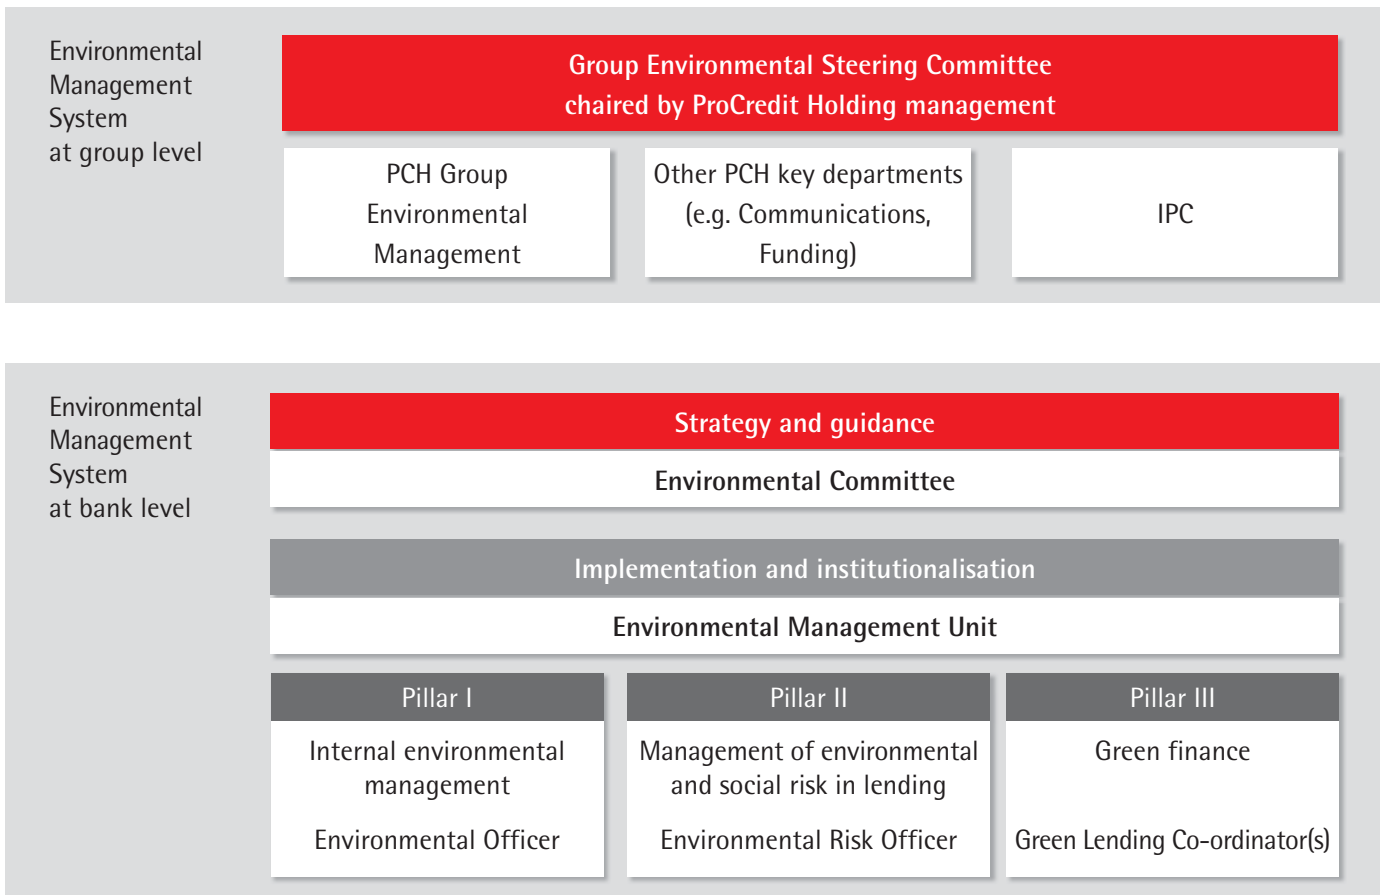 Environmental
Management
System
at group level
Group Environmental Steering Committee
chaired by ProCredit Holding management
PCH Group
Environmental
Management
Other PCH key departments
(e.g. Communications,
Funding)
IPC
Environmental
Management
System
at bank level
Strategy and guidance
Environmental Committee
Implementation and institutionalisation
Environmental Management Unit
Pillar I
Internal environmental
management
Environmental Officer
Pillar II
Management of environmental
and social risk in lending
Environmental Risk Officer
Pillar III
Green finance
Green Lending Co-ordinator(s)